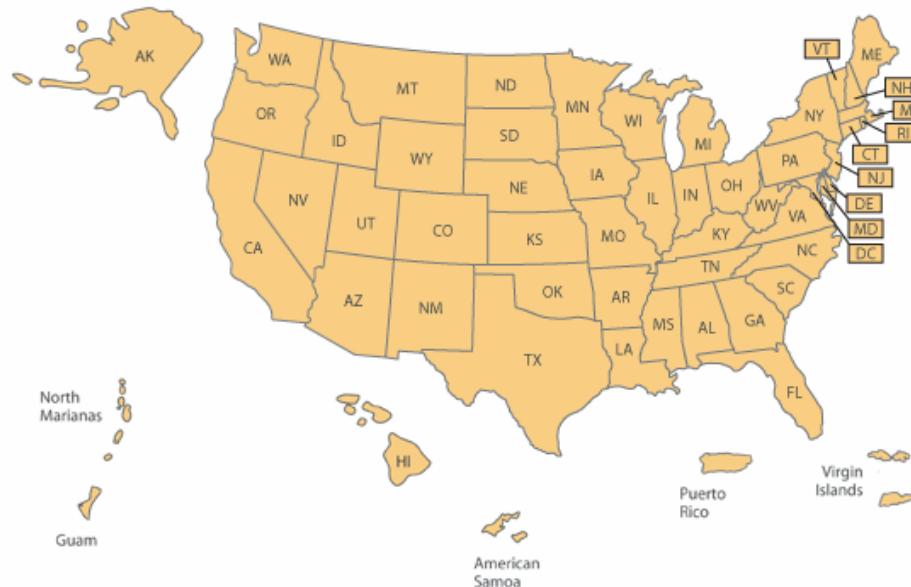 AK
WA
MT
ND
MN
VT
ME
NH
M
RI
CT
NJ
DE
MD
DC
OR
ID
SD
WI
MI
NY
WY
IA
PA
NE
IL
IN
OH
NV
UT
CO
KS
MO
KY
WV
VA
CA
AZ
NM
OK
AR
TN
NC
SC
TX
LA
MS
AL
GA
FL
HI
North
Marianas
Guam
American
Samoa
Puerto
Rico
Virgin
Islands